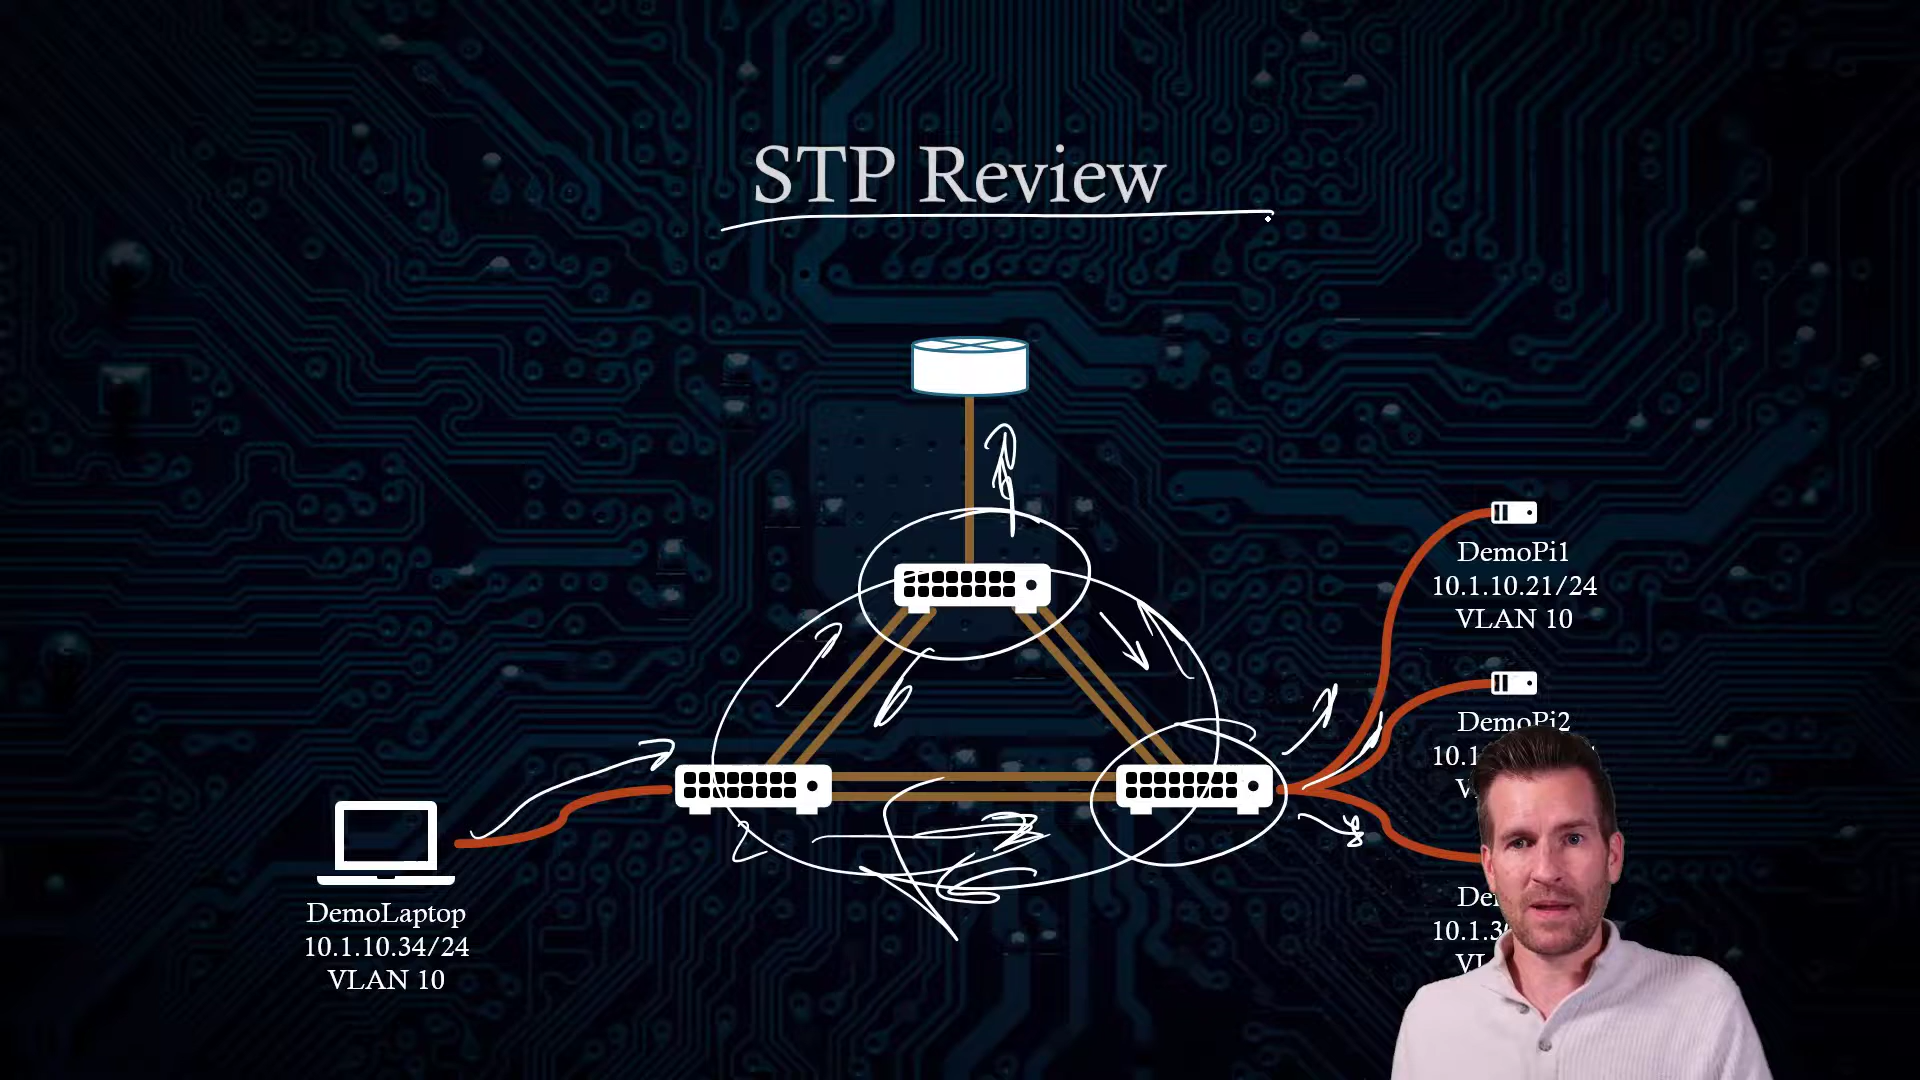 STP Review
DemoPi1
10.1.10.21/24
VLAN 10
DemoPi2
DemoLaptop
10.1.10.34/24
VLAN 10